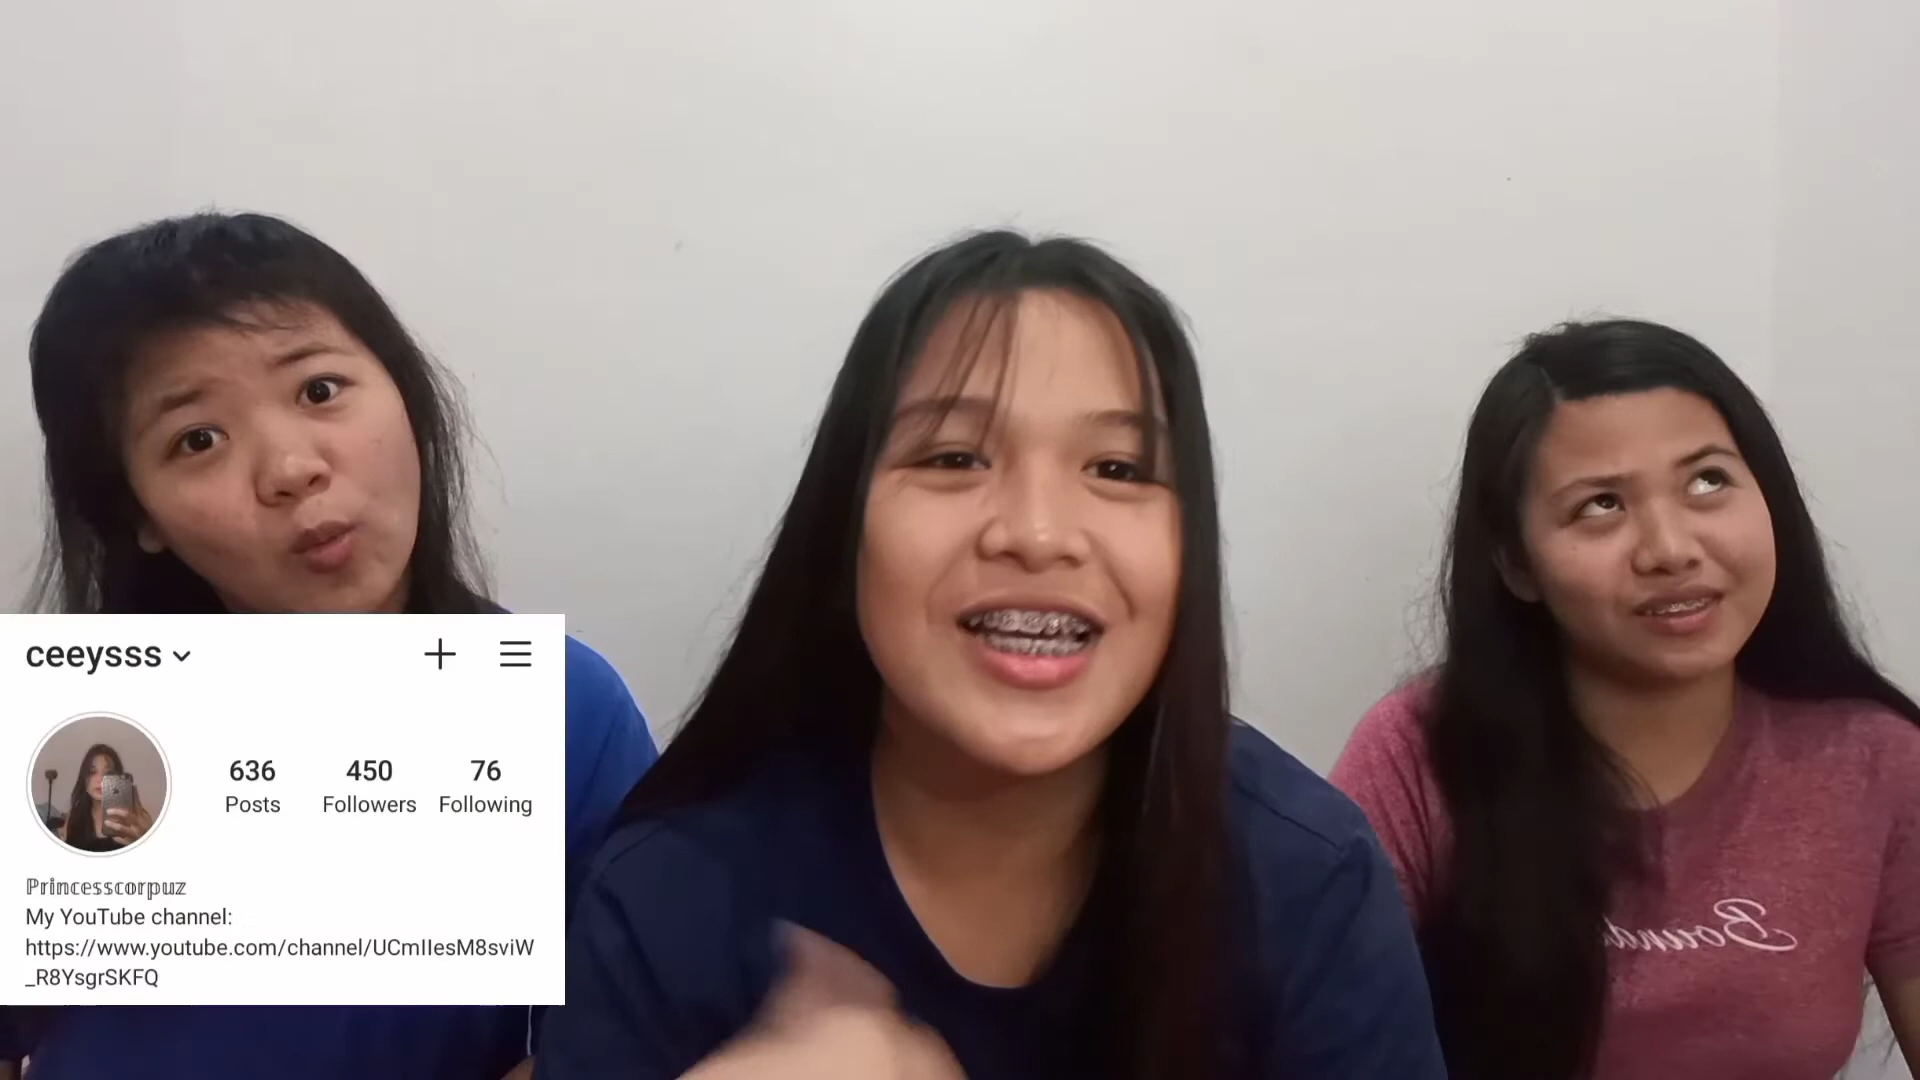 ceeysss
636 450 76
Posts Followers Following
ℙ𝕣𝕚𝕟𝕔𝕖𝕤𝕤𝕔𝕠𝕣𝕡𝕦𝕫
My YouTube channel:
https://www.youtube.com/channel/UCmIIesM8sviW
_R8YsgrSKFQ